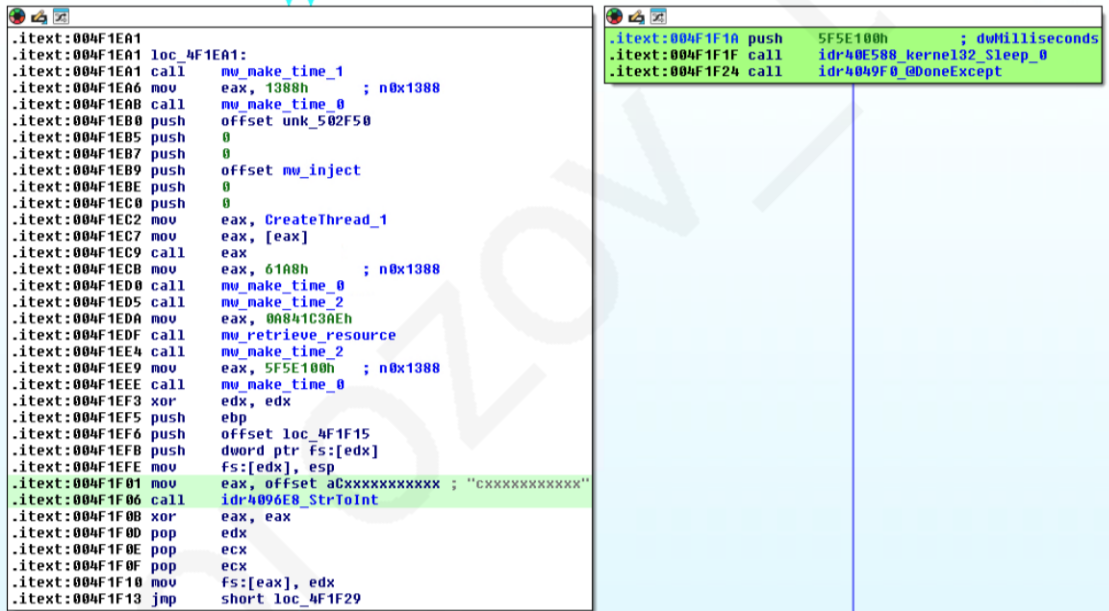 .itext:004F1EA1
.itext:004F1EA1 loc_4F1EA1:
.itext:004F1EA1 call mw_make_time_1
.itext:004F1EA6 mov eax, 1388h ; n0x1388
.itext:004F1EAB call mw_make_time_0
.itext:004F1EB0 push offset unk_502F50
.itext:004F1EB5 push 0
.itext:004F1EB7 push 0
.itext:004F1EB9 push offset mw_inject
.itext:004F1EBE push 0
.itext:004F1EC0 push 0
.itext:004F1EC2 mov eax, CreateThread_1
.itext:004F1EC7 mov eax, [eax]
.itext:004F1EC9 call eax
.itext:004F1ECB mov eax, 61A8h ; n0x1388
.itext:004F1ED0 call mw_make_time_0
.itext:004F1ED5 call mw_make_time_2
.itext:004F1EDA mov eax, 0A841C3AEh
.itext:004F1EDF call mw_retrieve_resource
.itext:004F1EE4 call mw_make_time_2
.itext:004F1EE9 mov eax, 5F5E100h ; n0x1388
.itext:004F1EEE call mw_make_time_0
.itext:004F1EF3 xor edx, edx
.itext:004F1EF5 push ebp
.itext:004F1EF6 push offset loc_4F1F15
.itext:004F1EFB push dword ptr fs:[edx]
.itext:004F1EFE mov fs:[edx], esp
.itext:004F1F01 mov eax, offset aCxxxxxxxxxxx ; "cxxxxxxxxxxx"
.itext:004F1F06 call idr4096E8_StrToInt
.itext:004F1F0B xor eax, eax
.itext:004F1F0D pop edx
.itext:004F1F0E pop ecx
.itext:004F1F0F pop ecx
.itext:004F1F10 mov fs:[eax], edx
.itext:004F1F13 jmp short loc_4F1F29
.itext:004F1F1A push 5F5E100h ; dwMilliseconds
.itext:004F1F1F call idr40E588_kernel32_Sleep_0
.itext:004F1F24 call idr4049F0_@DoneExcept